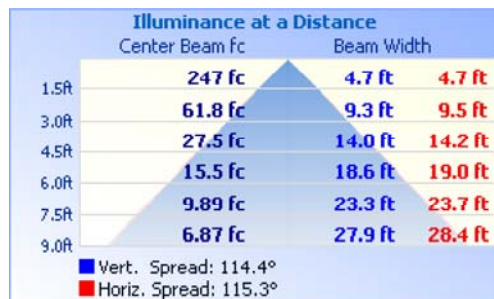 Illuminance at a Distance
Center Beam fc Beam Width
1.5ft 247 fc 4.7 ft 4.7 ft
3.0ft 61.8 fc 9.3 ft 9.5 ft
4.5ft 27.5 fc 14.0 ft 14.2 ft
6.0ft 15.5 fc 18.6 ft 19.0 ft
7.5ft 9.89 fc 23.3 ft 23.7 ft
9.0ft 6.87 fc 27.9 ft 28.4 ft
Vert. Spread: 114.4°
Horiz. Spread: 115.3°